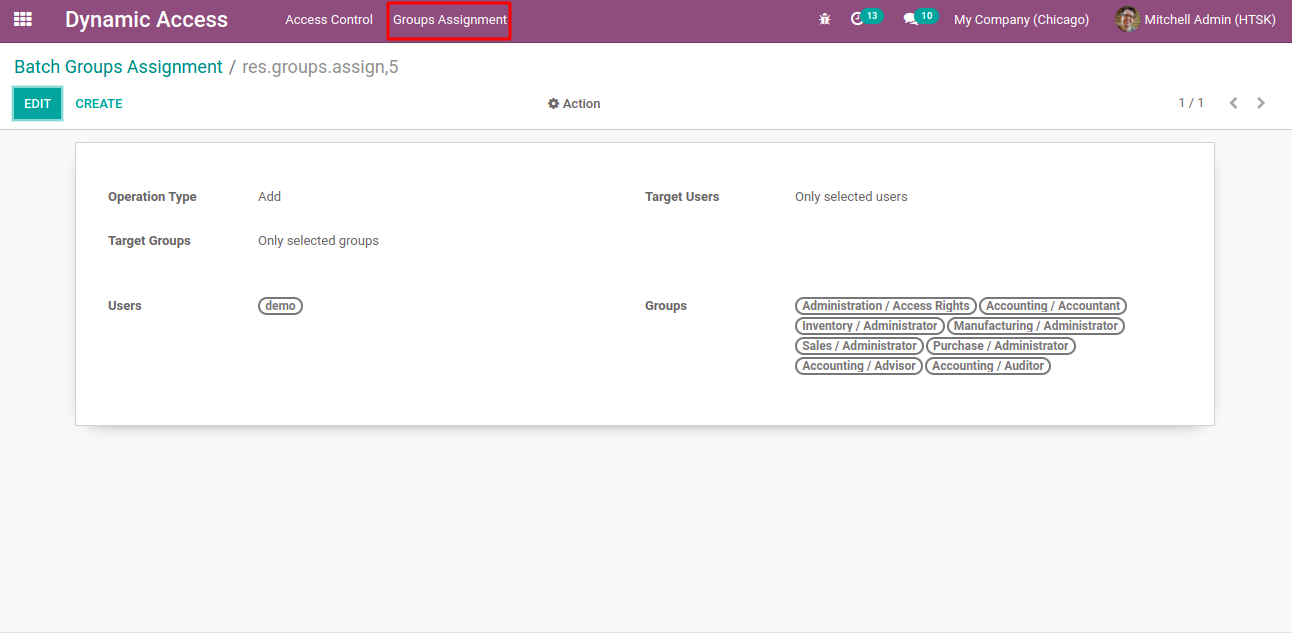 Dynamic Access Access Control Groups Assignment 13 10 My Company (Chicago) Mitchell Admin (HTSK)
Batch Groups Assignment / res.groups.assign,5
EDIT CREATE Action 1 / 1
Operation Type Add Target Users Only selected users
Target Groups Only selected groups
Users demo Groups Administration / Access Rights Accounting / Accountant
Inventory / Administrator Manufacturing / Administrator
Sales / Administrator Purchase / Administrator
Accounting / Advisor Accounting / Auditor